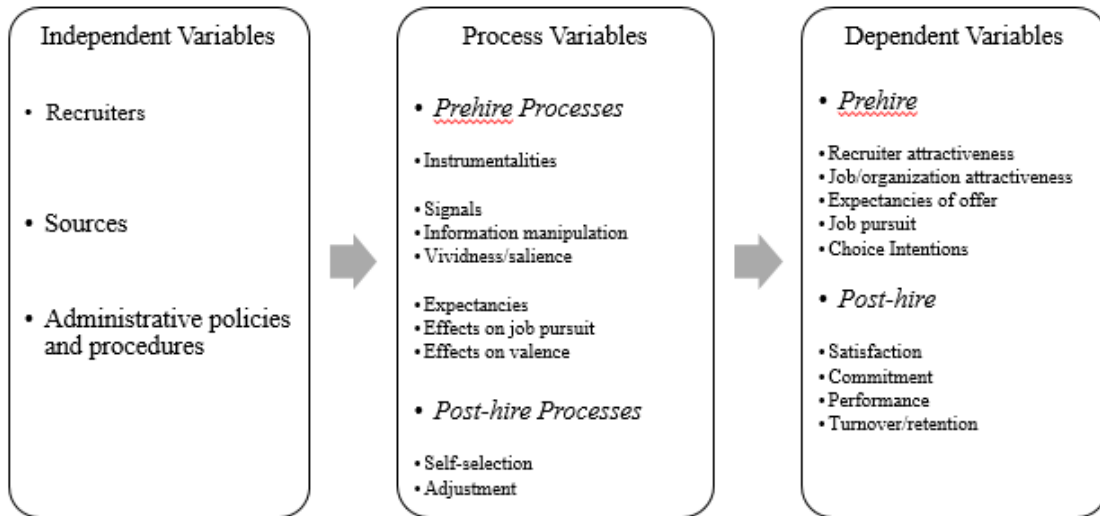 Independent Variables
• Recruiters
• Sources
• Administrative policies
and procedures
Process Variables
• Prehire Processes
• Instrumentalities
• Signals
• Information manipulation
• Vividness/salience
• Expectancies
• Effects on job pursuit
• Effects on valence
• Post-hire Processes
• Self-selection
• Adjustment
Dependent Variables
• Prehire
• Recruiter attractiveness
• Job/organization attractiveness
• Expectancies of offer
• Job pursuit
• Choice Intentions
• Post-hire
• Satisfaction
• Commitment
• Performance
• Turnover/retention